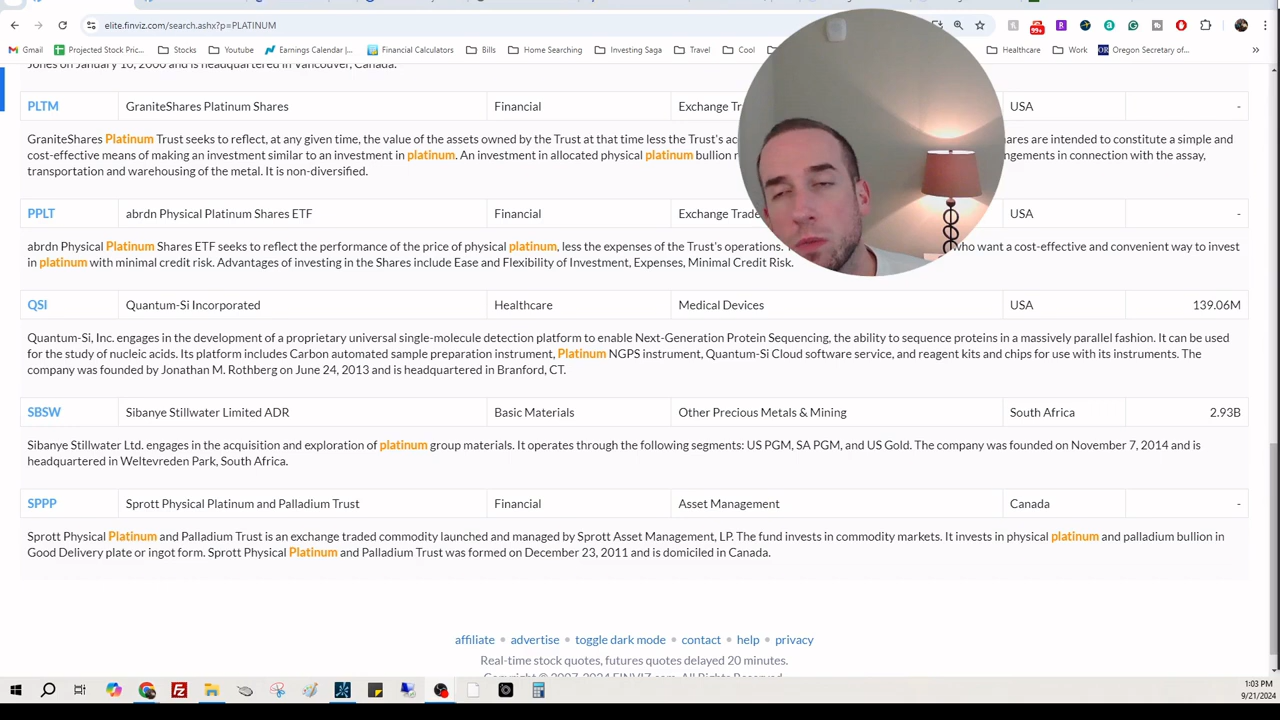 elite.finviz.com/search.ashx?p=PLATINUM
99+
Gmail Projected Stock Price... Stocks Youtube Earnings Calendar |... Financial Calculators Bills Home Searching Investing Saga Travel Cool Healthcare Work Oregon Secretary of... »
Jones on January 10, 2000 and is headquartered in Vancouver, Canada.
PLTM GraniteShares Platinum Shares Financial Exchange USA -
GraniteShares Platinum Trust seeks to reflect, at any given time, the value of the assets owned by the Trust at that time less the Trust's are intended to constitute a simple and
cost-effective means of making an investment similar to an investment in platinum. An investment in allocated physical platinum bullion in connection with the assay,
transportation and warehousing of the metal. It is non-diversified.
PPLT abrdn Physical Platinum Shares ETF Financial Exchange USA -
abrdn Physical Platinum Shares ETF seeks to reflect the performance of the price of physical platinum, less the expenses of the Trust's operations. who want a cost-effective and convenient way to invest
in platinum with minimal credit risk. Advantages of investing in the Shares include Ease and Flexibility of Investment, Expenses, Minimal Credit Risk.
QSI Quantum-Si Incorporated Healthcare Medical Devices USA 139.06M
Quantum-Si, Inc. engages in the development of a proprietary universal single-molecule detection platform to enable Next-Generation Protein Sequencing, the ability to sequence proteins in a massively parallel fashion. It can be used
for the study of nucleic acids. Its platform includes Carbon automated sample preparation instrument, Platinum NGPS instrument, Quantum-Si Cloud software service, and reagent kits and chips for use with its instruments. The
company was founded by Jonathan M. Rothberg on June 24, 2013 and is headquartered in Branford, CT.
SBSW Sibanye Stillwater Limited ADR Basic Materials Other Precious Metals & Mining South Africa 2.93B
Sibanye Stillwater Ltd. engages in the acquisition and exploration of platinum group materials. It operates through the following segments: US PGM, SA PGM, and US Gold. The company was founded on November 7, 2014 and is
headquartered in Weltevreden Park, South Africa.
SPPP Sprott Physical Platinum and Palladium Trust Financial Asset Management Canada -
Sprott Physical Platinum and Palladium Trust is an exchange traded commodity launched and managed by Sprott Asset Management, LP. The fund invests in commodity markets. It invests in physical platinum and palladium bullion in
Good Delivery plate or ingot form. Sprott Physical Platinum and Palladium Trust was formed on December 23, 2011 and is domiciled in Canada.
affiliate • advertise • toggle dark mode • contact • help • privacy
Real-time stock quotes, futures quotes delayed 20 minutes.
Copyright © 2007-2024 FINVIZ.com. All Rights Reserved.
1:03 PM
9/21/2024